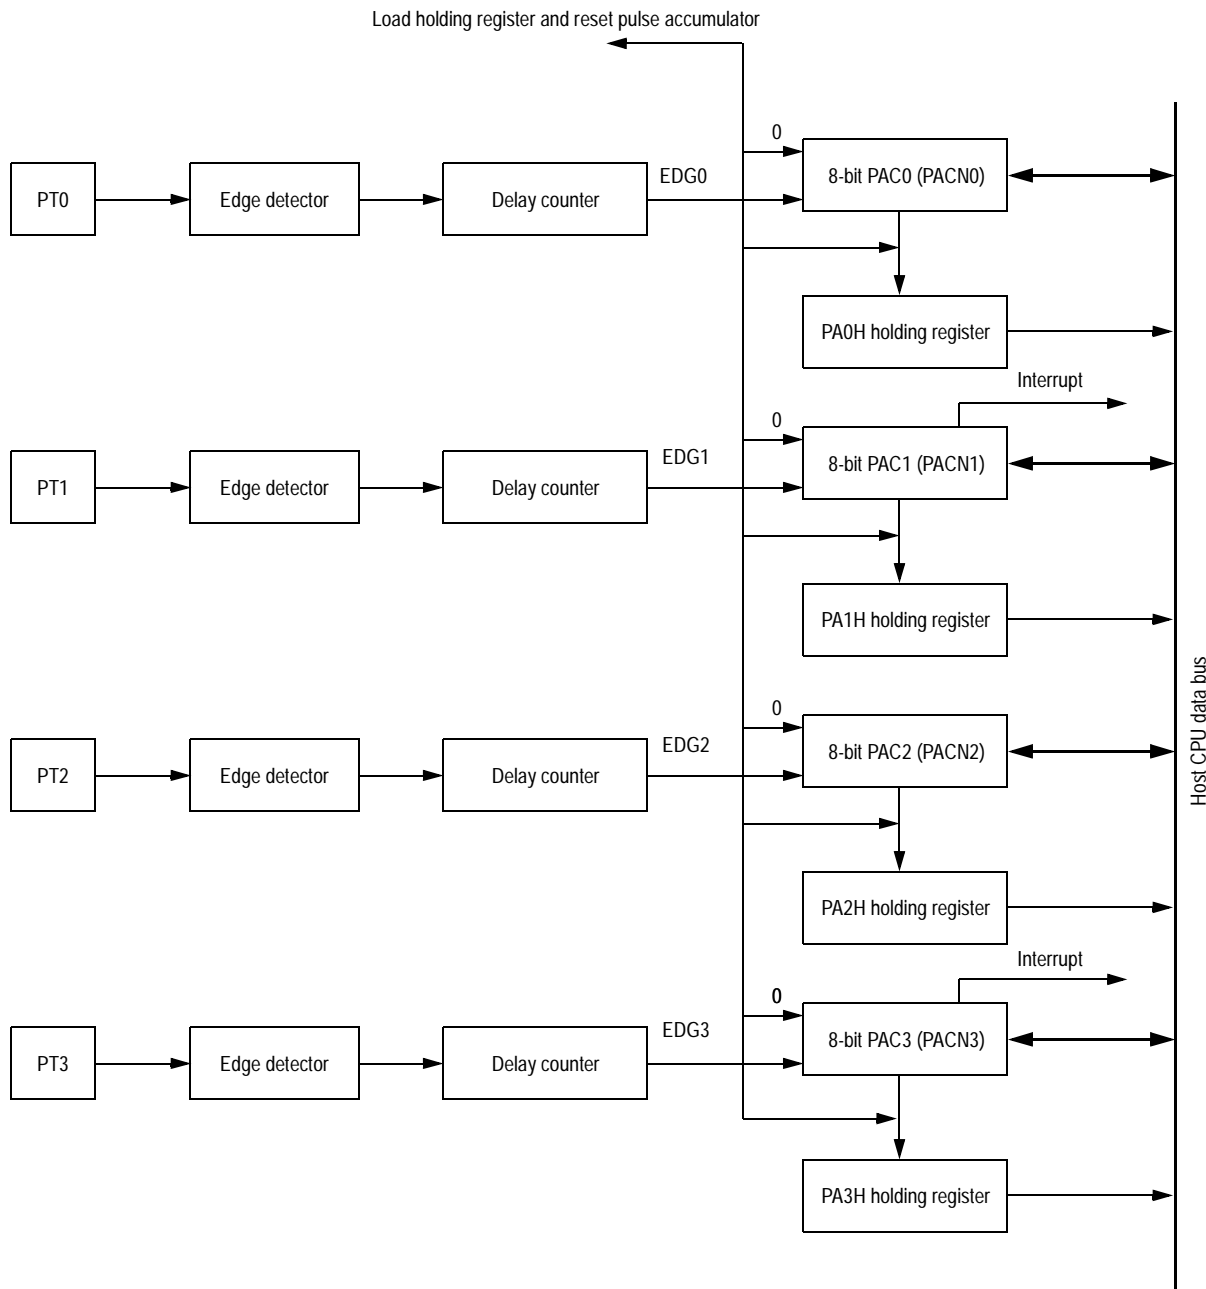 Load holding register and reset pulse accumulator
0
PT0
Edge detector
Delay counter
EDG0
8-bit PAC0 (PACN0)
PA0H holding register
Interrupt
0
PT1
Edge detector
Delay counter
EDG1
8-bit PAC1 (PACN1)
PA1H holding register
0
PT2
Edge detector
Delay counter
EDG2
8-bit PAC2 (PACN2)
PA2H holding register
Interrupt
0
PT3
Edge detector
Delay counter
EDG3
8-bit PAC3 (PACN3)
PA3H holding register
Host CPU data bus